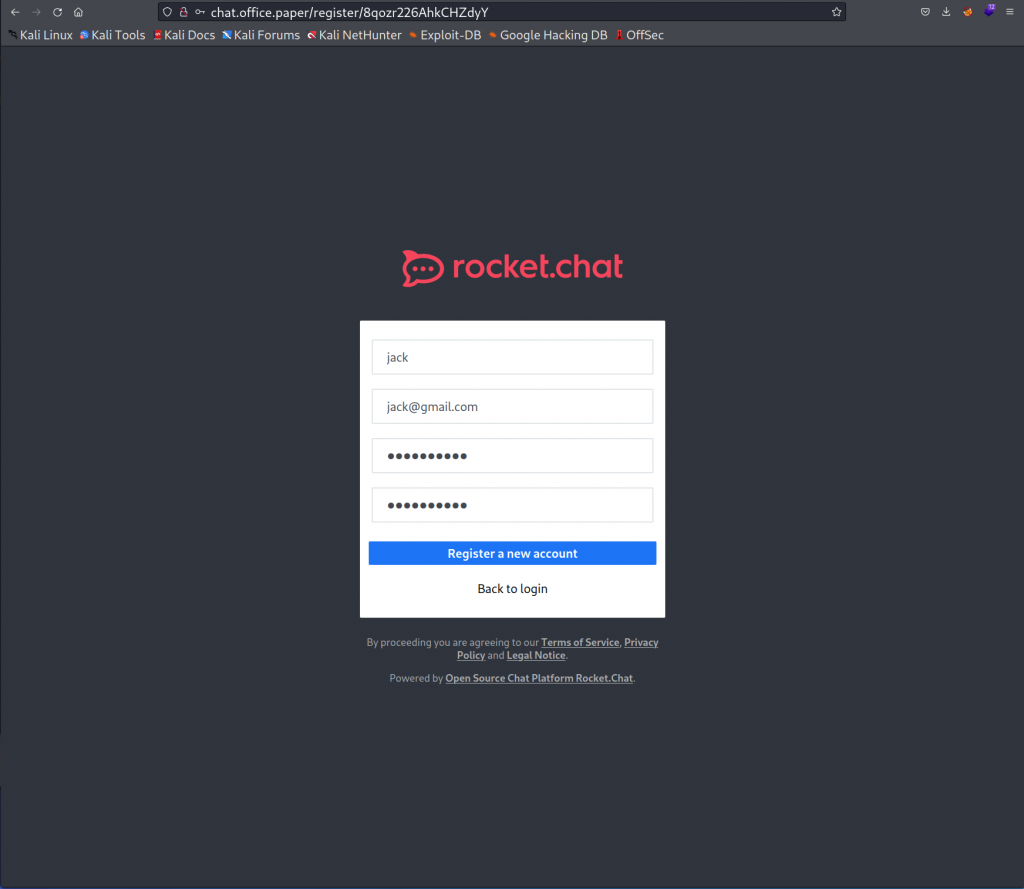 chat.office.paper/register/8qozr226AhkCHZdyY
12
Kali Linux Kali Tools Kali Docs Kali Forums Kali NetHunter Exploit-DB Google Hacking DB OffSec
rocket.chat
jack
jack@gmail.com
●●●●●●●●●●
●●●●●●●●●●
Register a new account
Back to login
By proceeding you are agreeing to our Terms of Service, Privacy
Policy and Legal Notice.
Powered by Open Source Chat Platform Rocket.Chat.